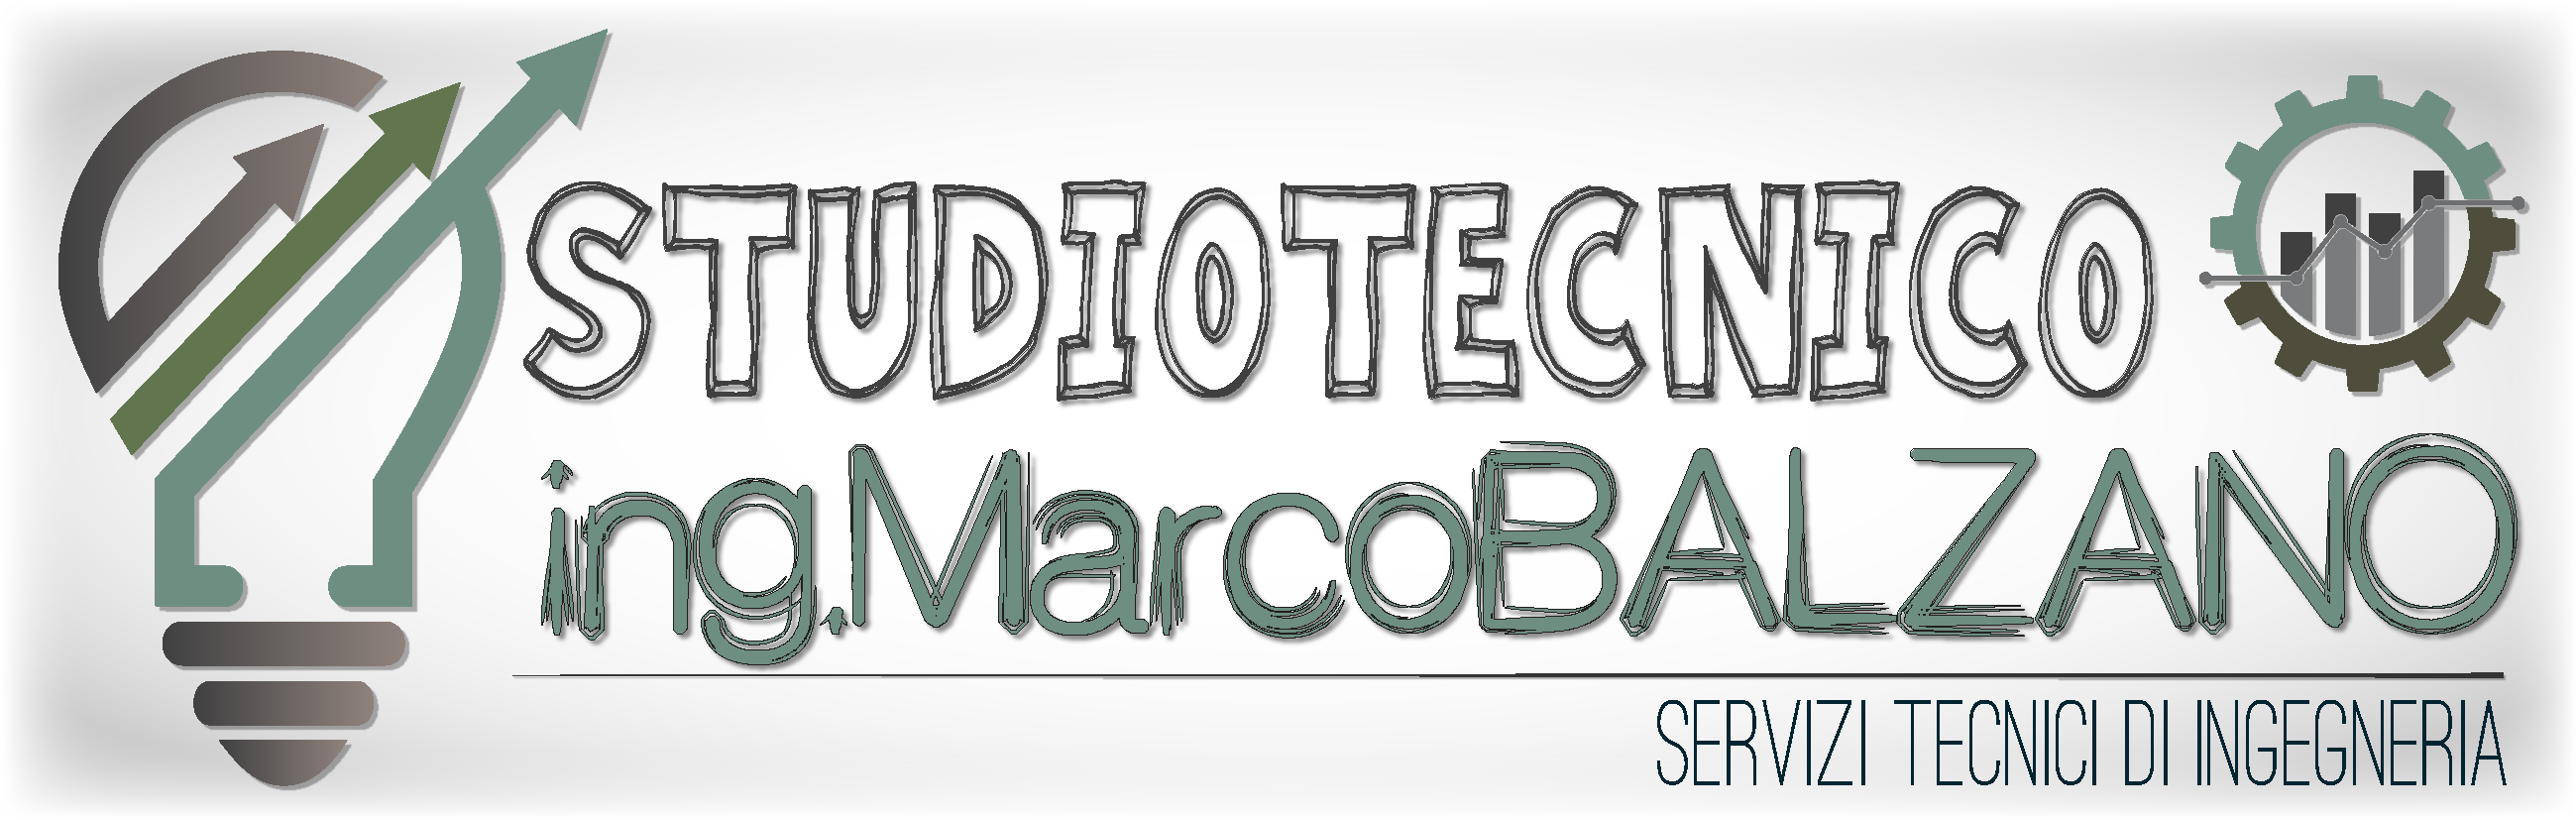 STUDIOTECNICO
ing.MarcoBALZANO
SERVIZI TECNICI DI INGEGNERIA